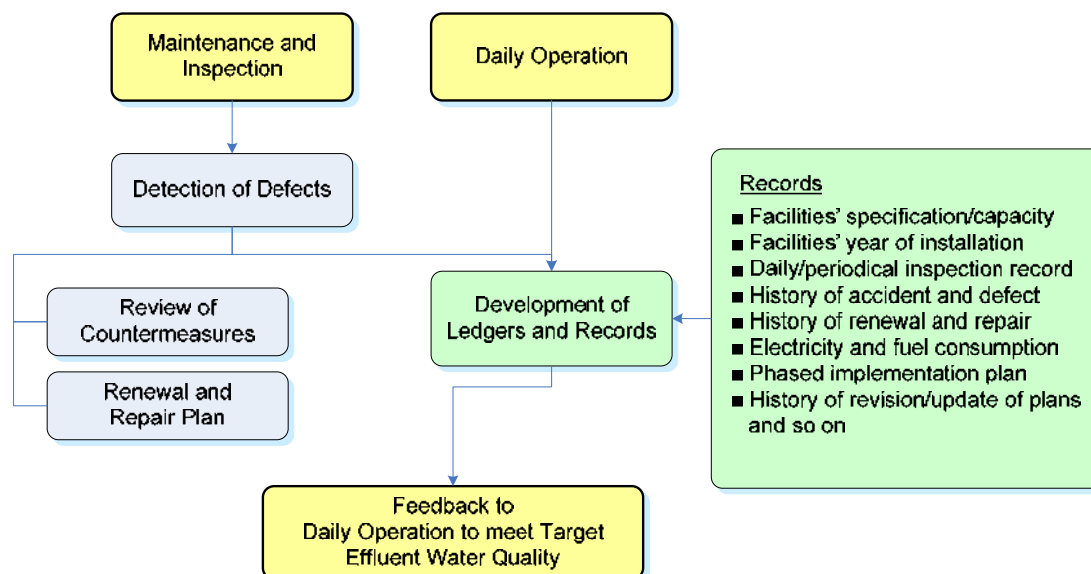 Maintenance and
Inspection
Daily Operation
Detection of Defects
Review of
Countermeasures
Renewal and
Repair Plan
Development of
Ledgers and Records
Records
■ Facilities' specification/capacity
■ Facilities' year of installation
■ Daily/periodical inspection record
■ History of accident and defect
■ History of renewal and repair
■ Electricity and fuel consumption
■ Phased implementation plan
■ History of revision/update of plans
and so on
Feedback to
Daily Operation to meet Target
Effluent Water Quality